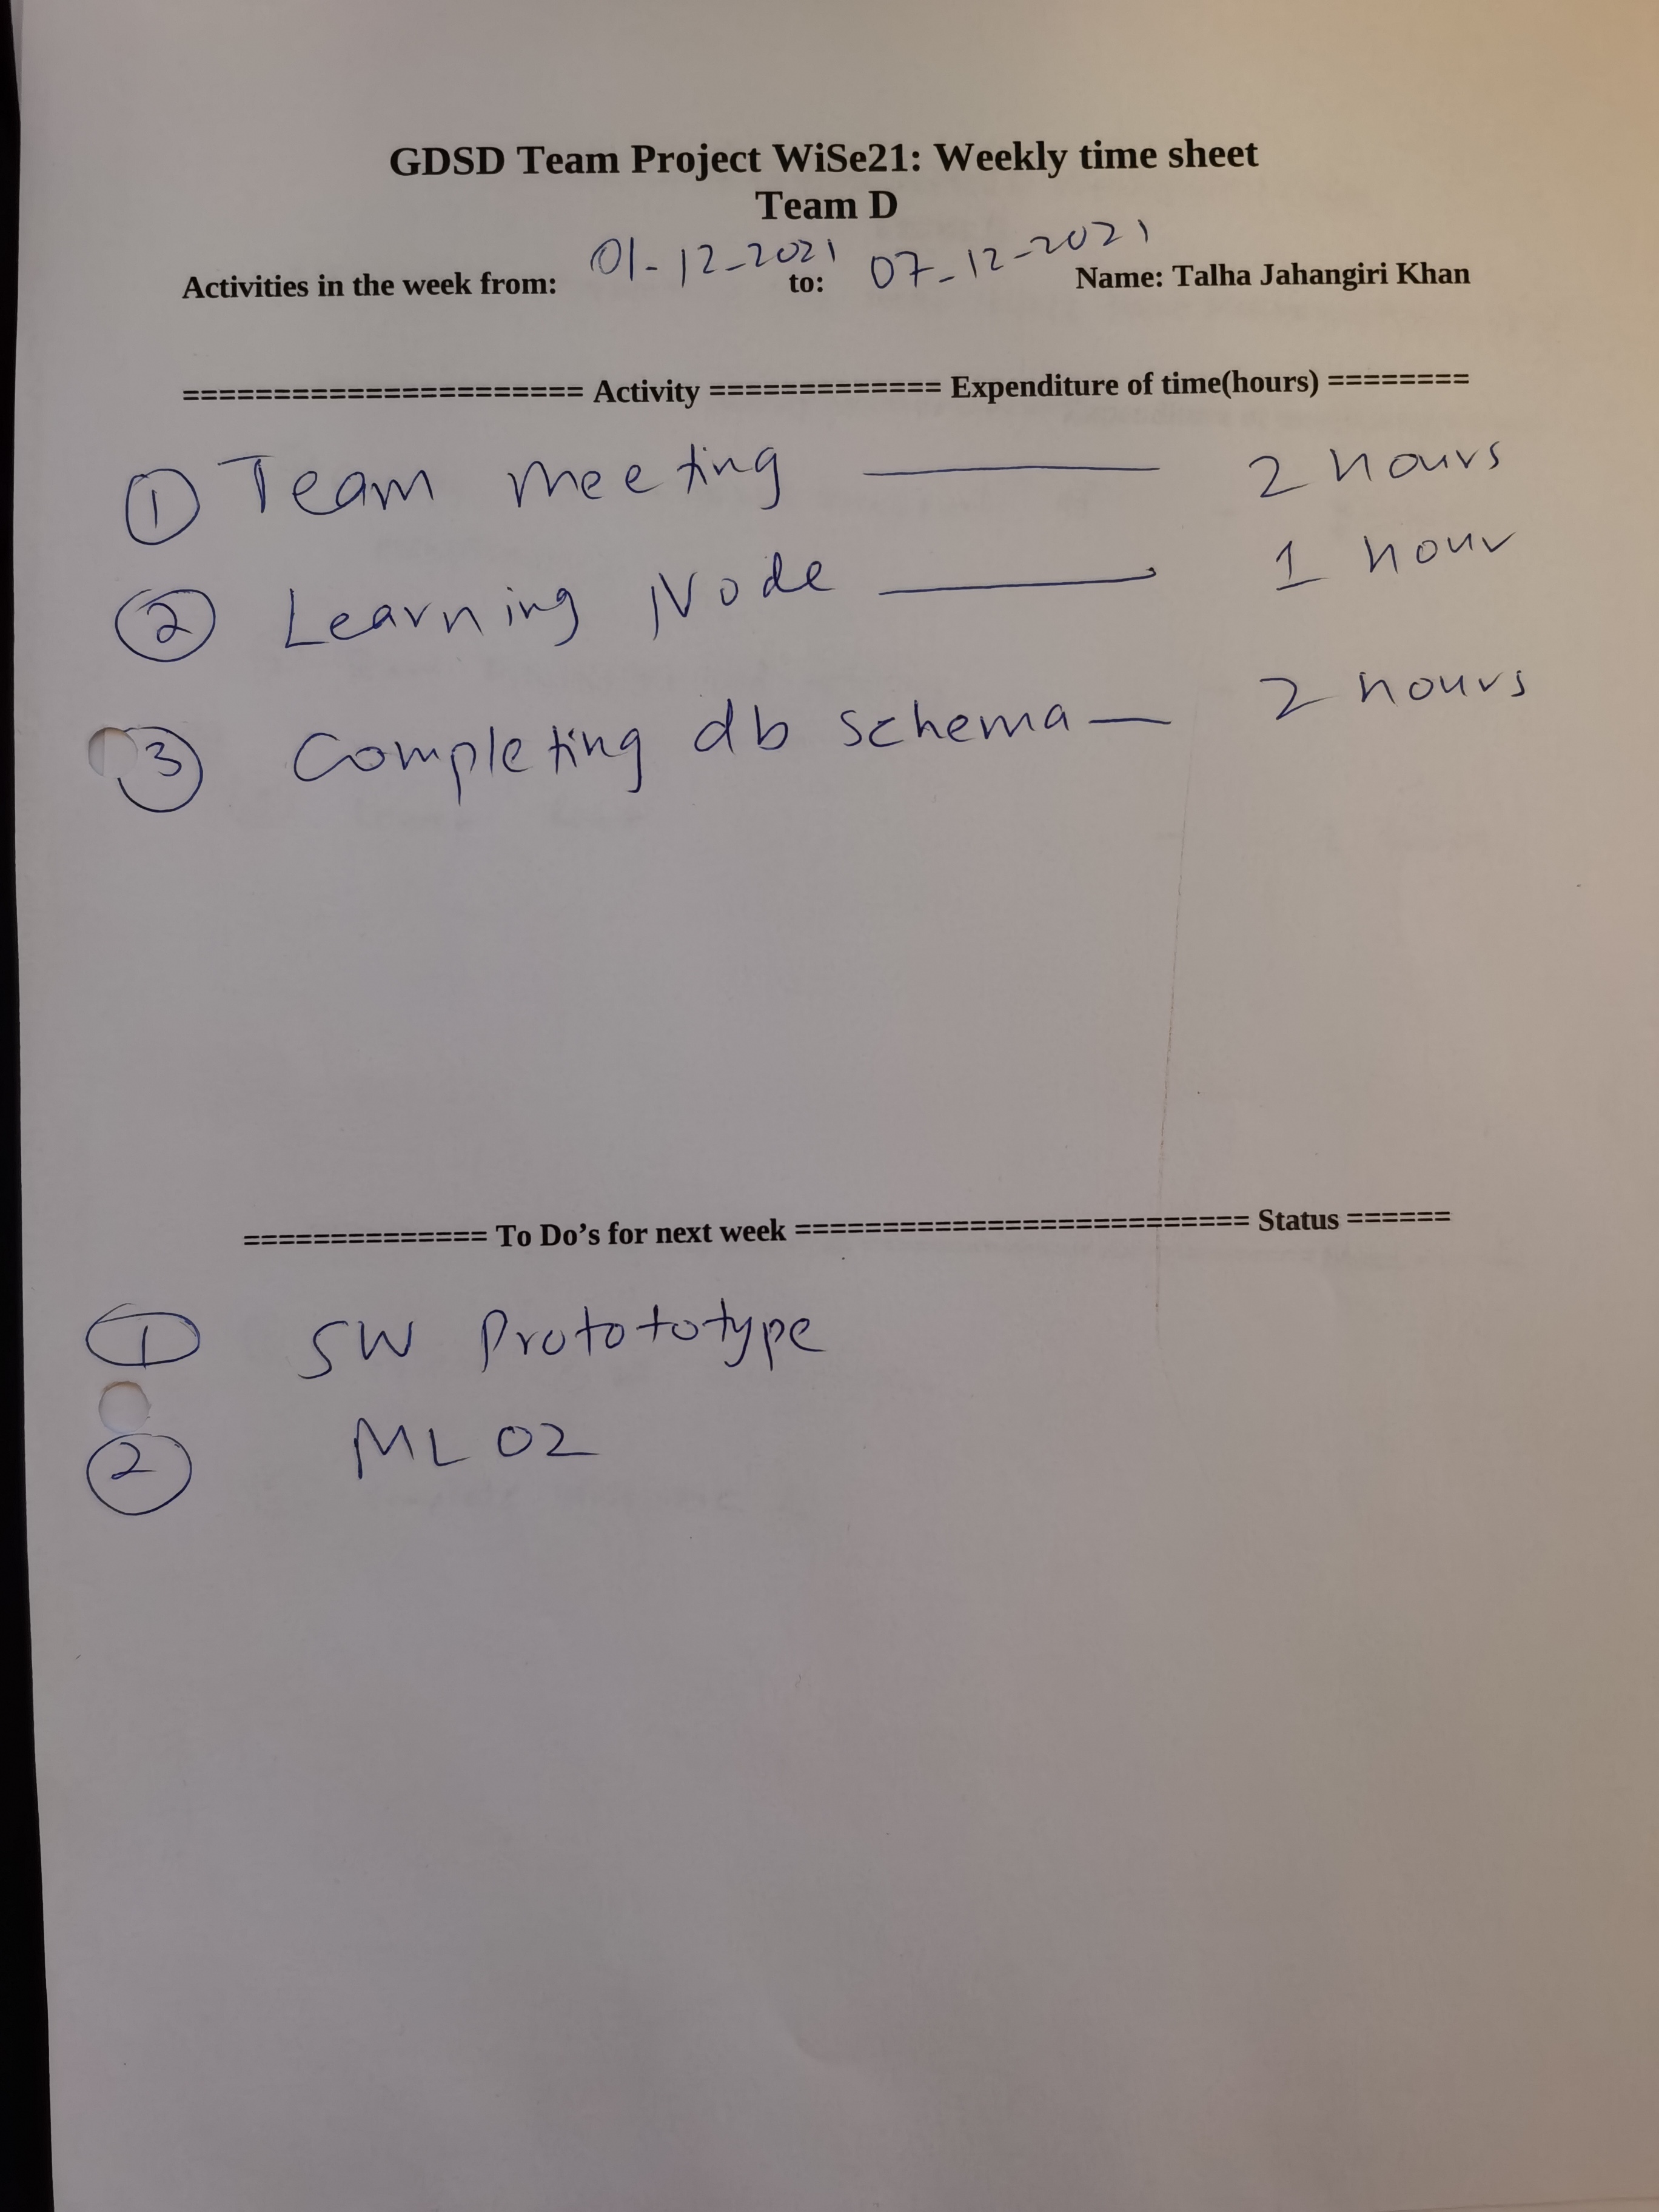 GDSD Team Project WiSe21: Weekly time sheet
Team D
Activities in the week from: 01-12-2021 to: 07-12-2021 Name: Talha Jahangiri Khan
====================== Activity ============= Expenditure of time(hours) ========
① Team meeting —— 2 hours
② Learning Node —— 1 hour
③ Completing db schema — 2 hours
============== To Do’s for next week ========================== Status ======
① SW Protototype
② ML 02